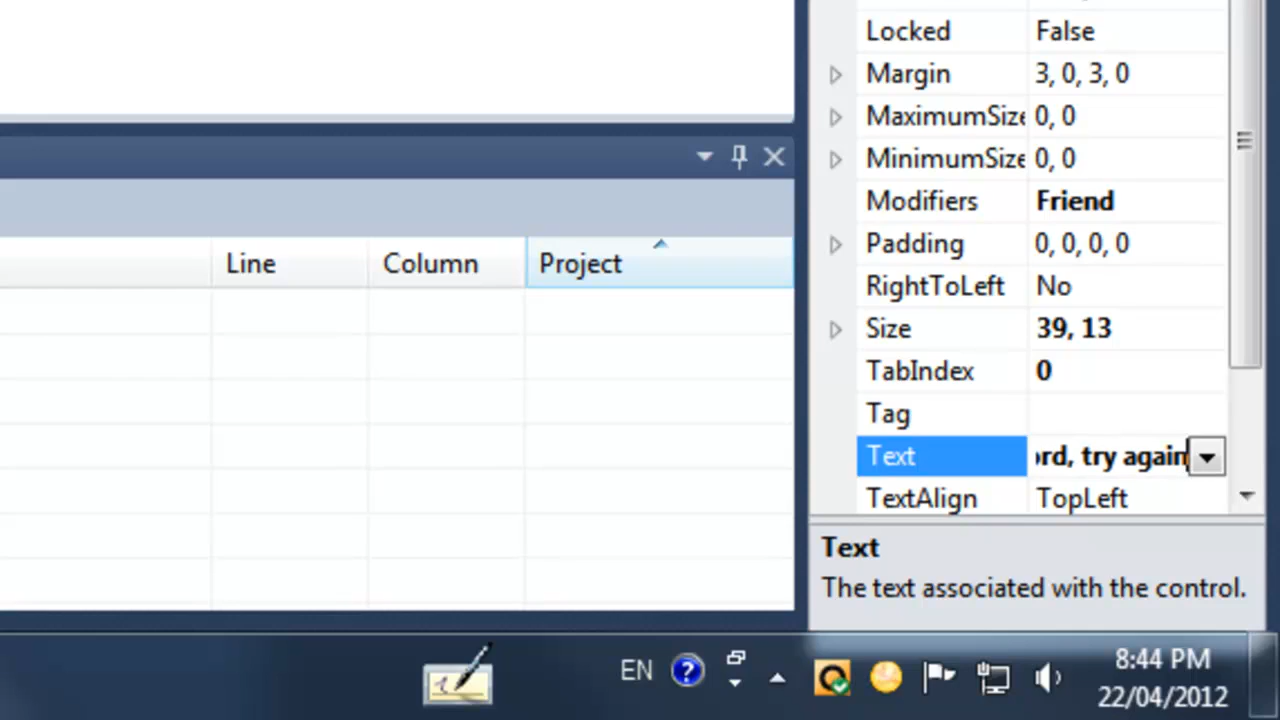 Locked False
Margin 3, 0, 3, 0
MaximumSize 0, 0
MinimumSize 0, 0
Modifiers Friend
Padding 0, 0, 0, 0
Line Column Project
RightToLeft No
Size 39, 13
TabIndex 0
Tag
Text try again
TextAlign TopLeft
Text
The text associated with the control.
EN
8:44 PM
22/04/2012